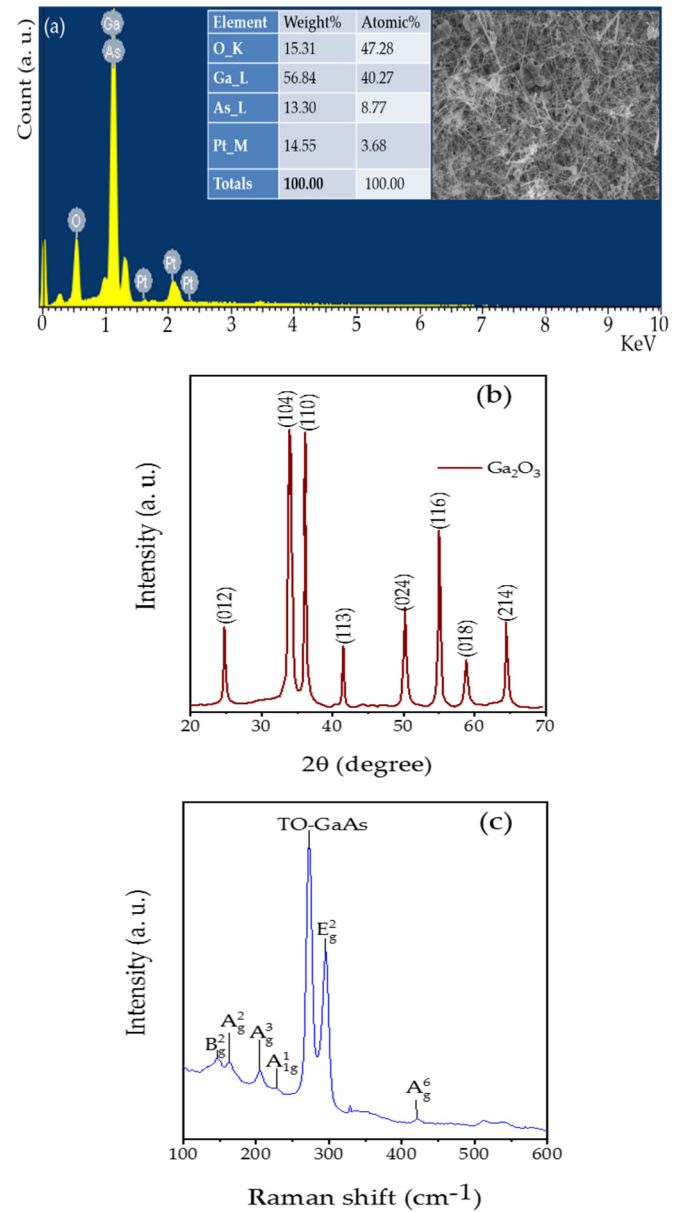 (a)
Count (a. u.)
Ga
As
O
Pt
Pt
Pt
Element Weight% Atomic%
O_K 15.31 47.28
Ga_L 56.84 40.27
As_L 13.30 8.77
Pt_M 14.55 3.68
Totals 100.00 100.00
0 1 2 3 4 5 6 7 8 9 10
KeV
(b)
Intensity (a. u.)
(012)
(104)
(110)
(113)
(024)
(116)
(018)
(214)
Ga₂O₃
20 30 40 50 60 70
2θ (degree)
(c)
Intensity (a. u.)
TO-GaAs
E²g
B²g
A²g
A³g
A¹1g
A⁶g
100 200 300 400 500 600
Raman shift (cm⁻¹)